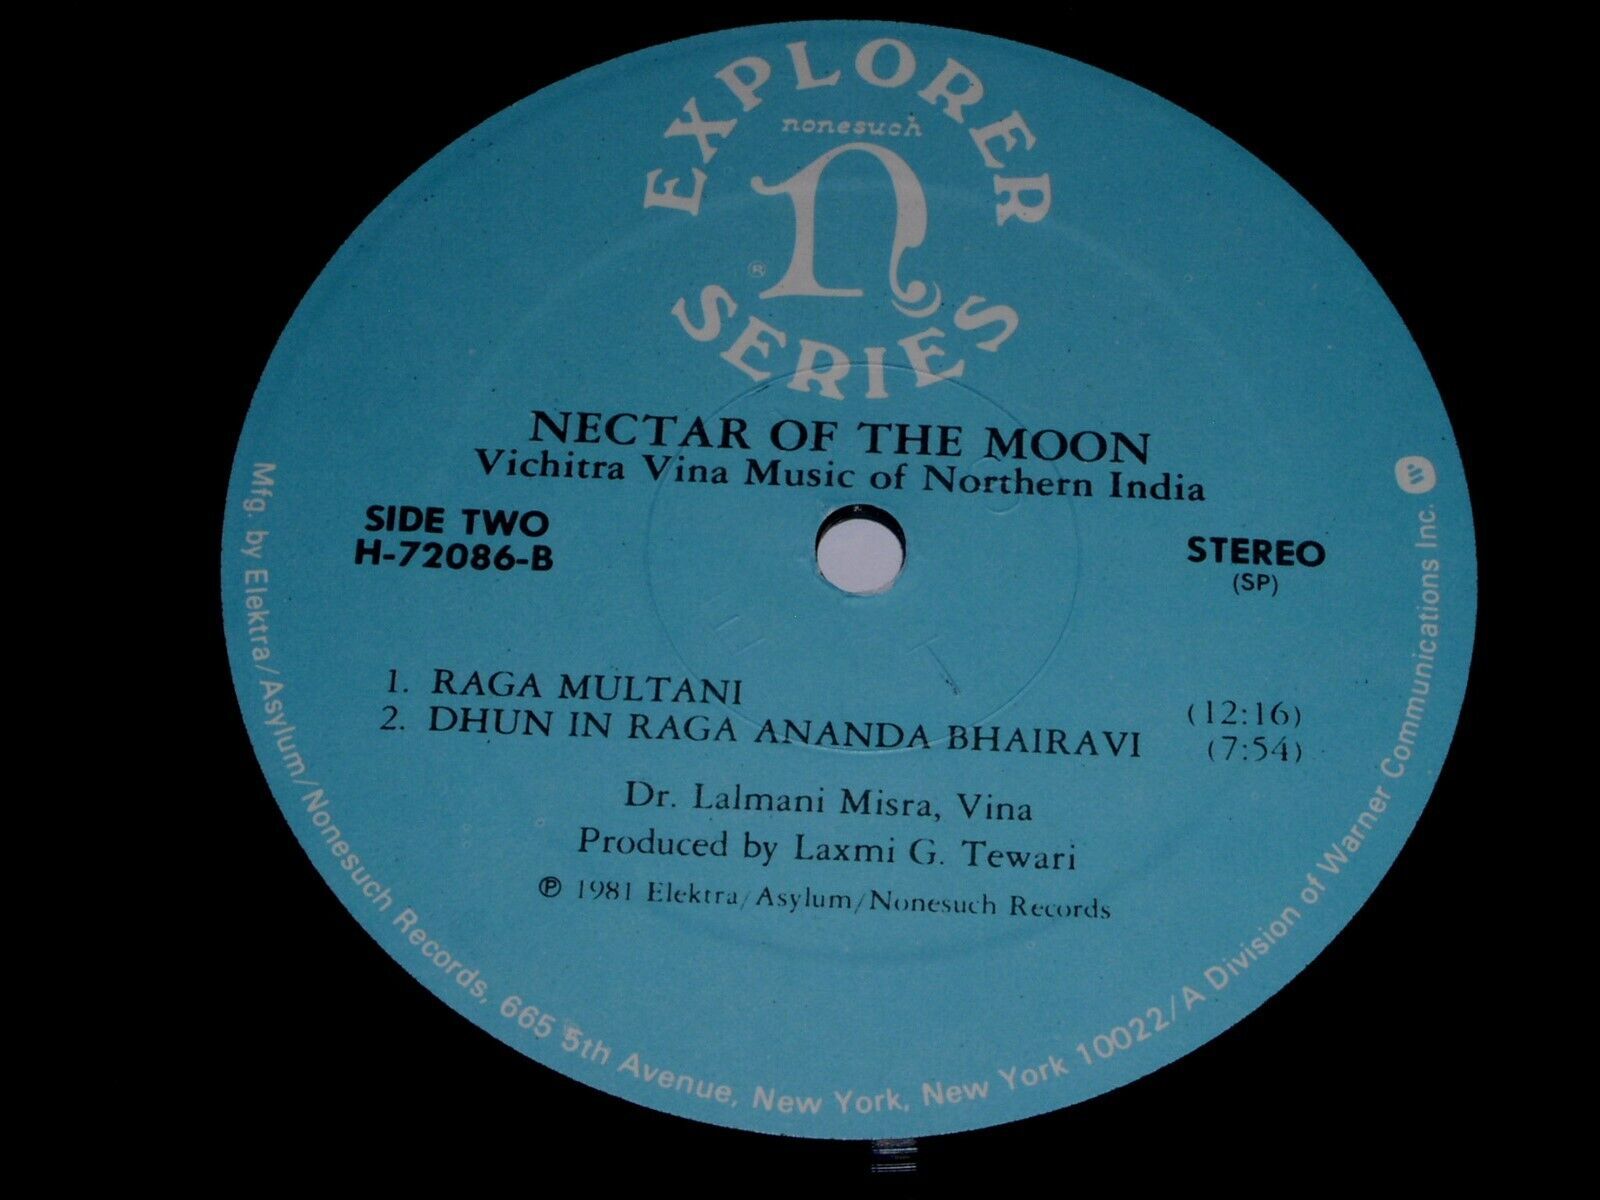 EXPLORER
nonesuch
n
®
SERIES
NECTAR OF THE MOON
Vichitra Vina Music of Northern India
SIDE TWO
H-72086-B
STEREO
(SP)
1. RAGA MULTANI (12:16)
2. DHUN IN RAGA ANANDA BHAIRAVI (7:54)
Dr. Lalmani Misra, Vina
Produced by Laxmi G. Tewari
℗ 1981 Elektra/Asylum/Nonesuch Records
Mfg. by Elektra/Asylum/Nonesuch Records, 665 5th Avenue, New York, New York 10022/A Division of Warner Communications Inc.